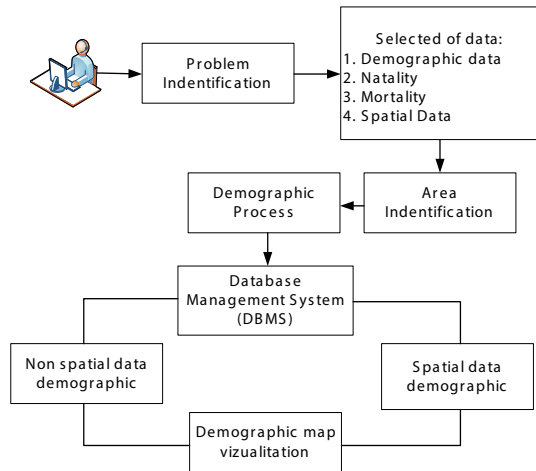 Problem
Indentification
Selected of data:
1. Demographic data
2. Natality
3. Mortality
4. Spatial Data
Demographic
Process
Area
Indentification
Database
Management System
(DBMS)
Non spatial data
demographic
Spatial data
demographic
Demographic map
vizualitation